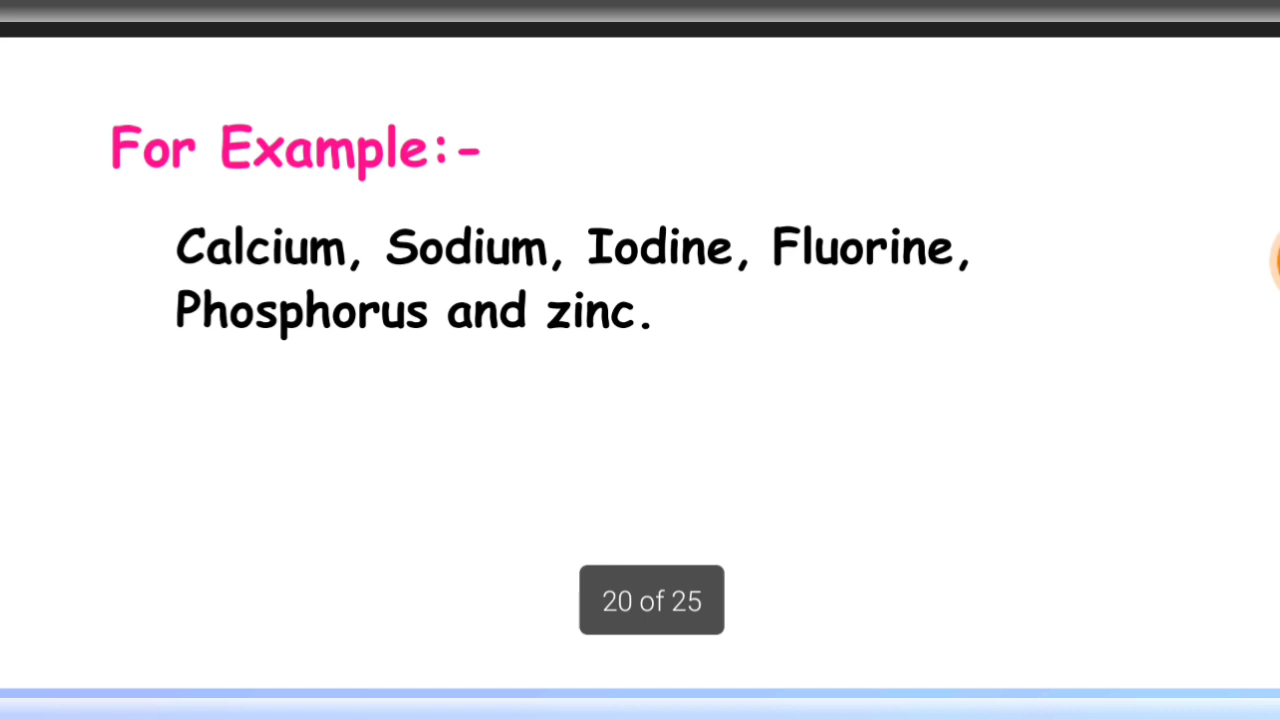 For Example:-
Calcium, Sodium, Iodine, Fluorine,
Phosphorus and zinc.
20 of 25